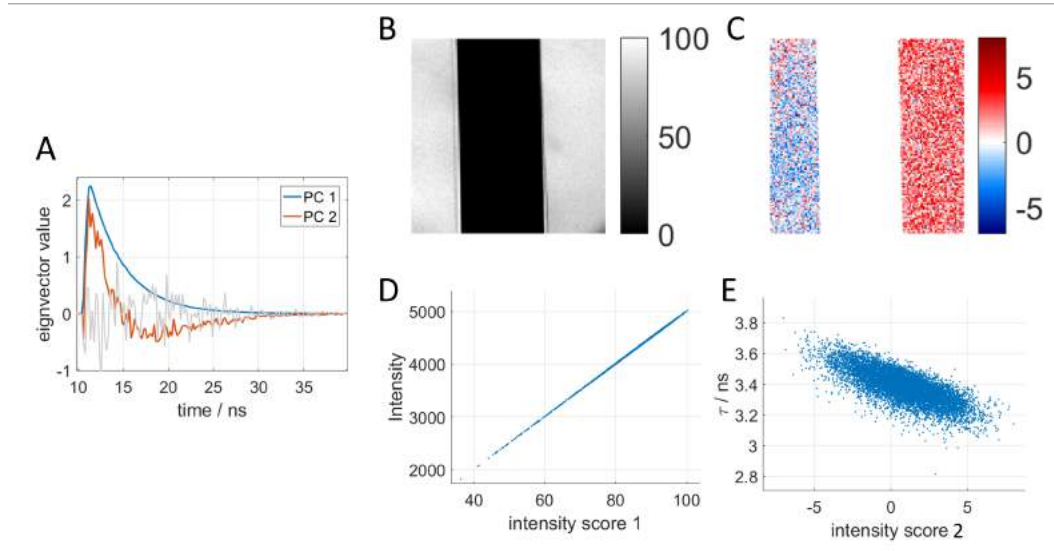 A
eignvector value
2
1
0
-1
10 15 20 25 30 35
time / ns
PC 1
PC 2
B
100
50
0
C
5
0
-5
D
Intensity
5000
4000
3000
2000
40 60 80 100
intensity score 1
E
τ / ns
3.8
3.6
3.4
3.2
3
2.8
-5 0 5
intensity score 2